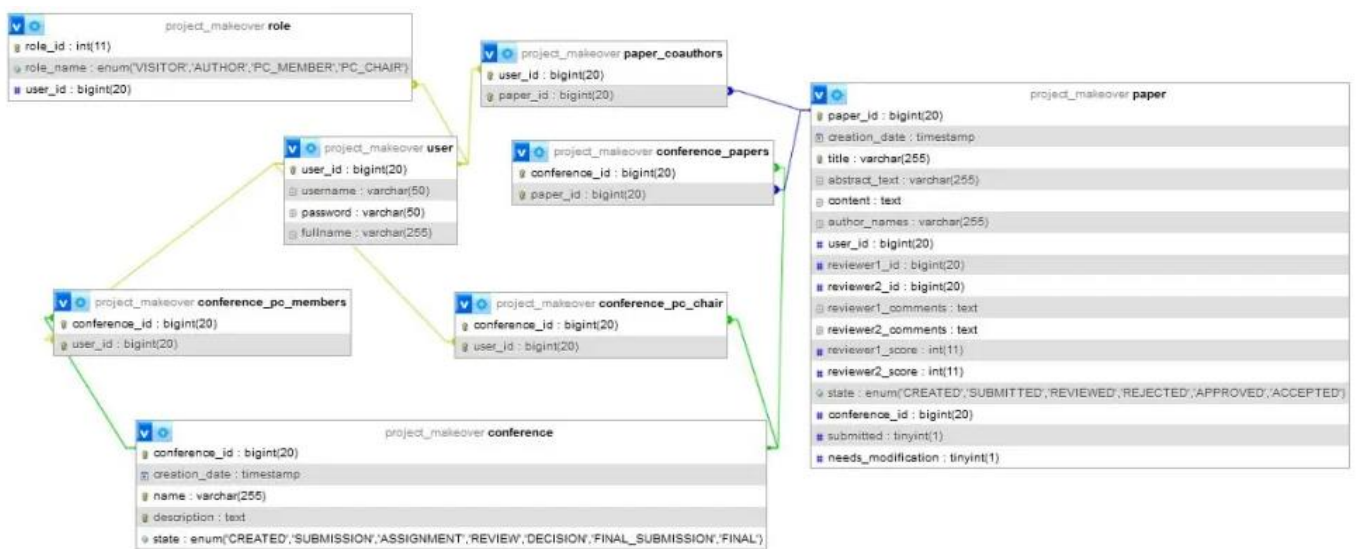 project_makeover role
role_id : int(11)
role_name : enum('VISITOR','AUTHOR','PC_MEMBER','PC_CHAIR')
user_id : bigint(20)
project_makeover paper_coauthors
user_id : bigint(20)
paper_id : bigint(20)
project_makeover paper
paper_id : bigint(20)
creation_date : timestamp
title : varchar(255)
abstract_text : varchar(255)
content : text
author_names : varchar(255)
user_id : bigint(20)
reviewer1_id : bigint(20)
reviewer2_id : bigint(20)
reviewer1_comments : text
reviewer2_comments : text
reviewer1_score : int(11)
reviewer2_score : int(11)
state : enum('CREATED','SUBMITTED','REVIEWED','REJECTED','APPROVED','ACCEPTED')
conference_id : bigint(20)
submitted : tinyint(1)
needs_modification : tinyint(1)
project_makeover user
user_id : bigint(20)
username : varchar(50)
password : varchar(50)
fullname : varchar(255)
project_makeover conference_papers
conference_id : bigint(20)
paper_id : bigint(20)
project_makeover conference_pc_members
conference_id : bigint(20)
user_id : bigint(20)
project_makeover conference_pc_chair
conference_id : bigint(20)
user_id : bigint(20)
project_makeover conference
conference_id : bigint(20)
creation_date : timestamp
name : varchar(255)
description : text
state : enum('CREATED','SUBMISSION','ASSIGNMENT','REVIEW','DECISION','FINAL_SUBMISSION','FINAL')